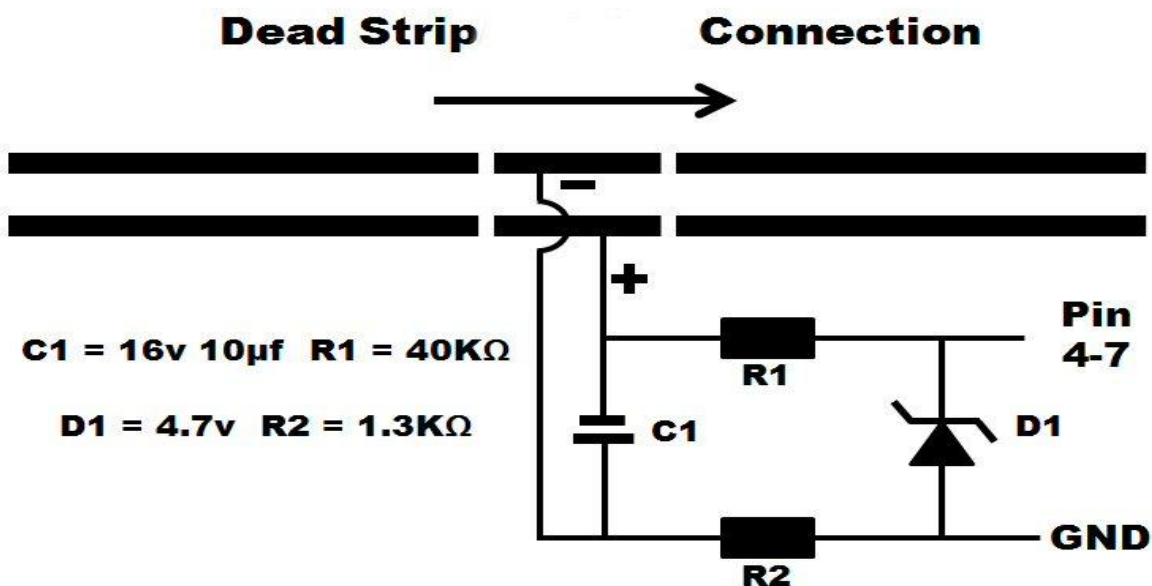 Dead Strip Connection
−
+
Pin
4-7
C1 = 16v 10µf R1 = 40KΩ
R1
D1 = 4.7v R2 = 1.3KΩ
C1
D1
GND
R2